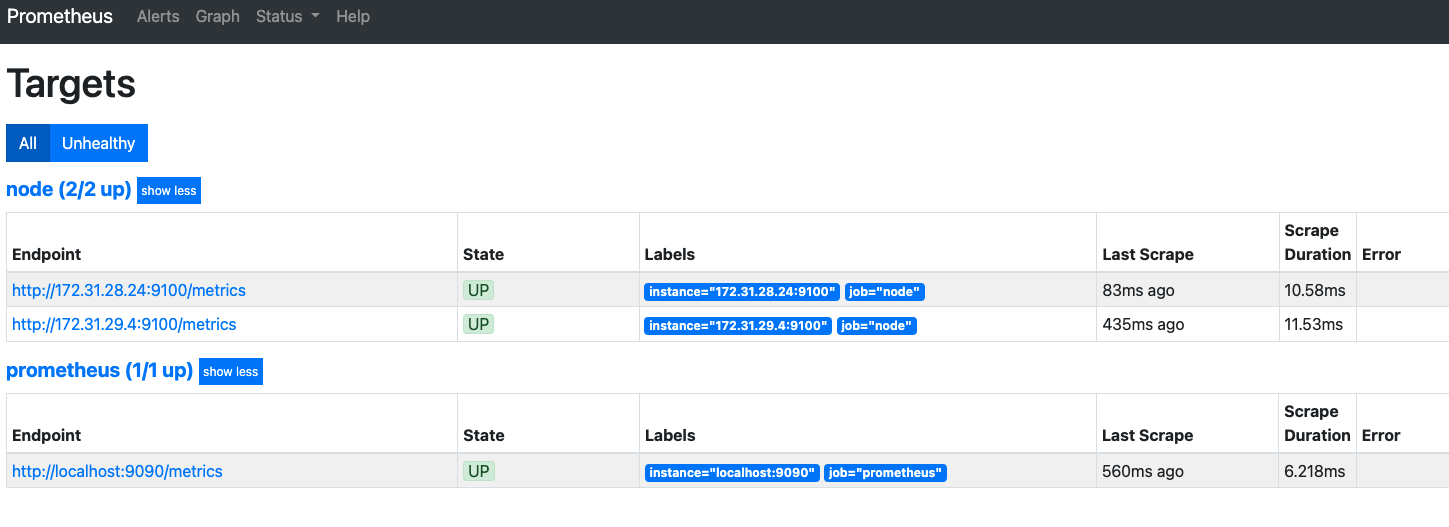 Prometheus Alerts Graph Status Help
Targets
All Unhealthy
node (2/2 up) show less
Endpoint State Labels Last Scrape Scrape Duration Error
http://172.31.28.24:9100/metrics UP instance="172.31.28.24:9100" job="node" 83ms ago 10.58ms
http://172.31.29.4:9100/metrics UP instance="172.31.29.4:9100" job="node" 435ms ago 11.53ms
prometheus (1/1 up) show less
Endpoint State Labels Last Scrape Scrape Duration Error
http://localhost:9090/metrics UP instance="localhost:9090" job="prometheus" 560ms ago 6.218ms